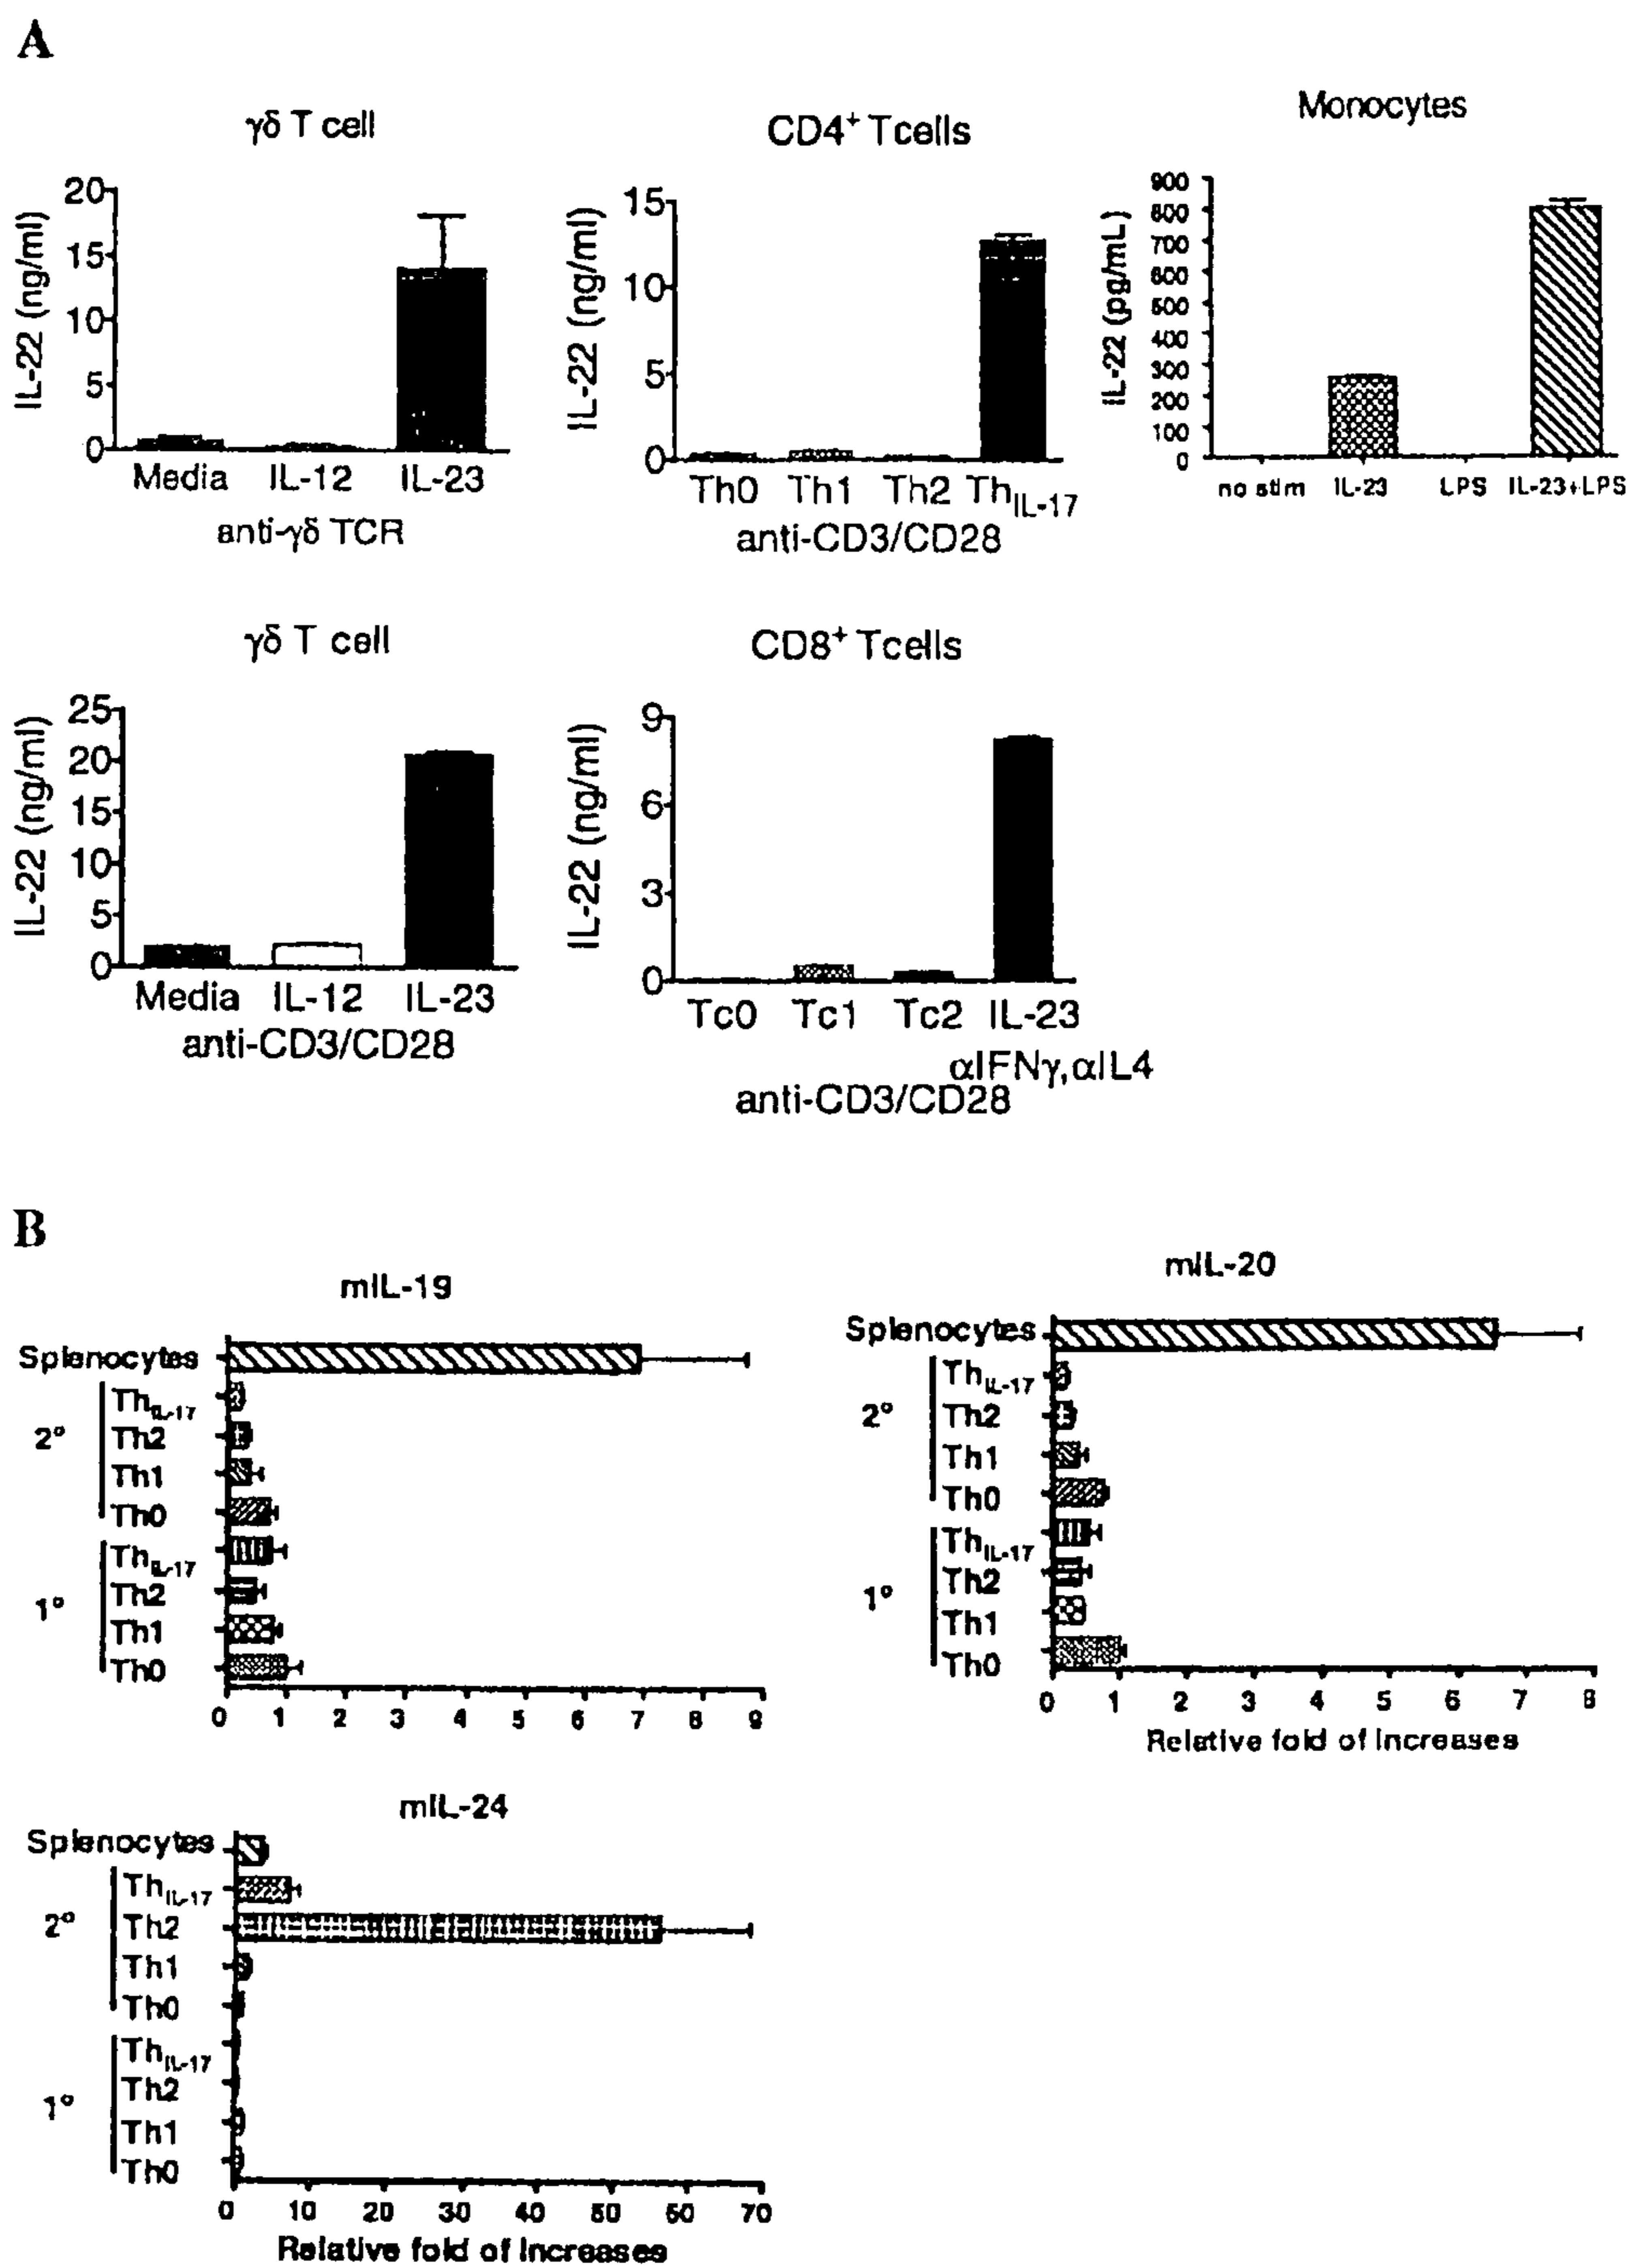 A
γδ T cell
IL-22 (ng/ml)
20
15
10
5
0
Media IL-12 IL-23
anti-γδ TCR
CD4+ Tcells
IL-22 (ng/ml)
15
10
5
0
Th0 Th1 Th2 ThIL-17
anti-CD3/CD28
Monocytes
IL-22 (pg/mL)
900
800
700
600
500
400
300
200
100
0
no stim IL-23 LPS IL-23+LPS
γδ T cell
IL-22 (ng/ml)
25
20
15
10
5
0
Media IL-12 IL-23
anti-CD3/CD28
CD8+ Tcells
IL-22 (ng/ml)
9
6
3
0
Tc0 Tc1 Tc2 IL-23
αIFNγ,αIL4
anti-CD3/CD28
B
mIL-19
Splenocytes
2°
ThIL-17
Th2
Th1
Th0
1°
ThIL-17
Th2
Th1
Th0
0 1 2 3 4 5 6 7 8 9
mIL-20
Splenocytes
2°
ThIL-17
Th2
Th1
Th0
1°
ThIL-17
Th2
Th1
Th0
0 1 2 3 4 5 6 7 8
Relative fold of Increases
mIL-24
Splenocytes
2°
ThIL-17
Th2
Th1
Th0
1°
ThIL-17
Th2
Th1
Th0
0 10 20 30 40 50 60 70
Relative fold of Increases